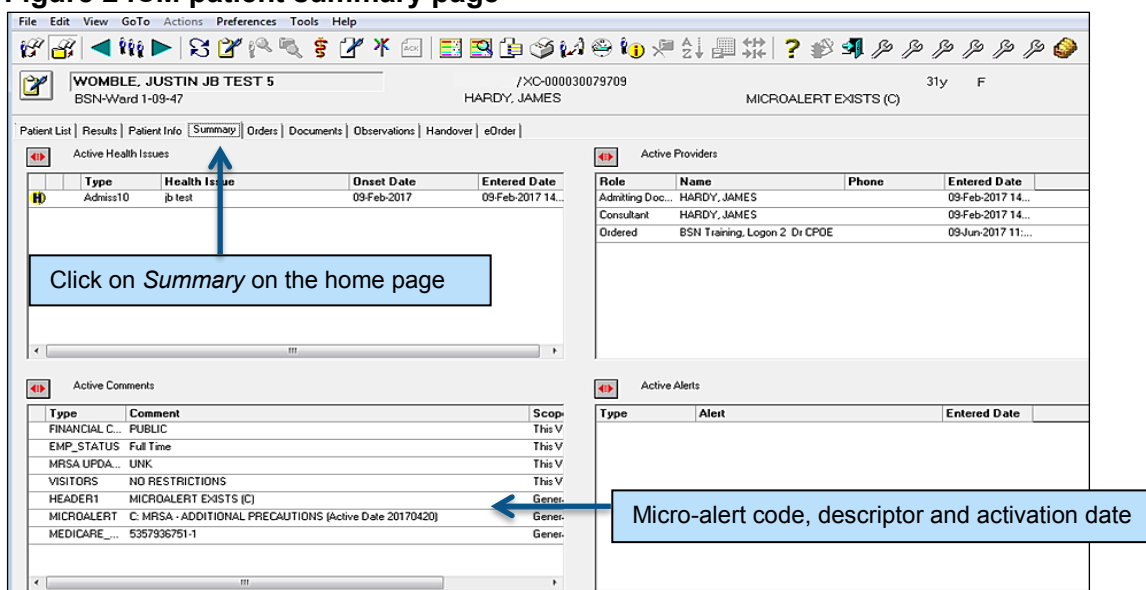 Figure 2 iCM patient summary page
File Edit View GoTo Actions Preferences Tools Help
WOMBLE, JUSTIN JB TEST 5 /XC-000030079709 31y F
BSN-Ward 1-09-47 HARDY, JAMES MICROALERT EXISTS (C)
Patient List Results Patient Info Summary Orders Documents Observations Handover eOrder
Active Health Issues
Type Health Issue Onset Date Entered Date
H Admiss10 jb test 09-Feb-2017 09-Feb-2017 14...
Active Providers
Role Name Phone Entered Date
Admitting Doc... HARDY, JAMES 09-Feb-2017 14...
Consultant HARDY, JAMES 09-Feb-2017 14...
Ordered BSN Training, Logon 2 Dr CPOE 09-Jun-2017 11:...
Click on Summary on the home page
Active Comments
Type Comment Scop
FINANCIAL C... PUBLIC This V
EMP_STATUS Full Time This V
MRSA UPDA... UNK This V
VISITORS NO RESTRICTIONS This V
HEADER1 MICROALERT EXISTS (C) Gener
MICROALERT C: MRSA - ADDITIONAL PRECAUTIONS (Active Date 20170420) Gener
MEDICARE_... 5357936751-1 Gener
Active Alerts
Type Alert Entered Date
Micro-alert code, descriptor and activation date